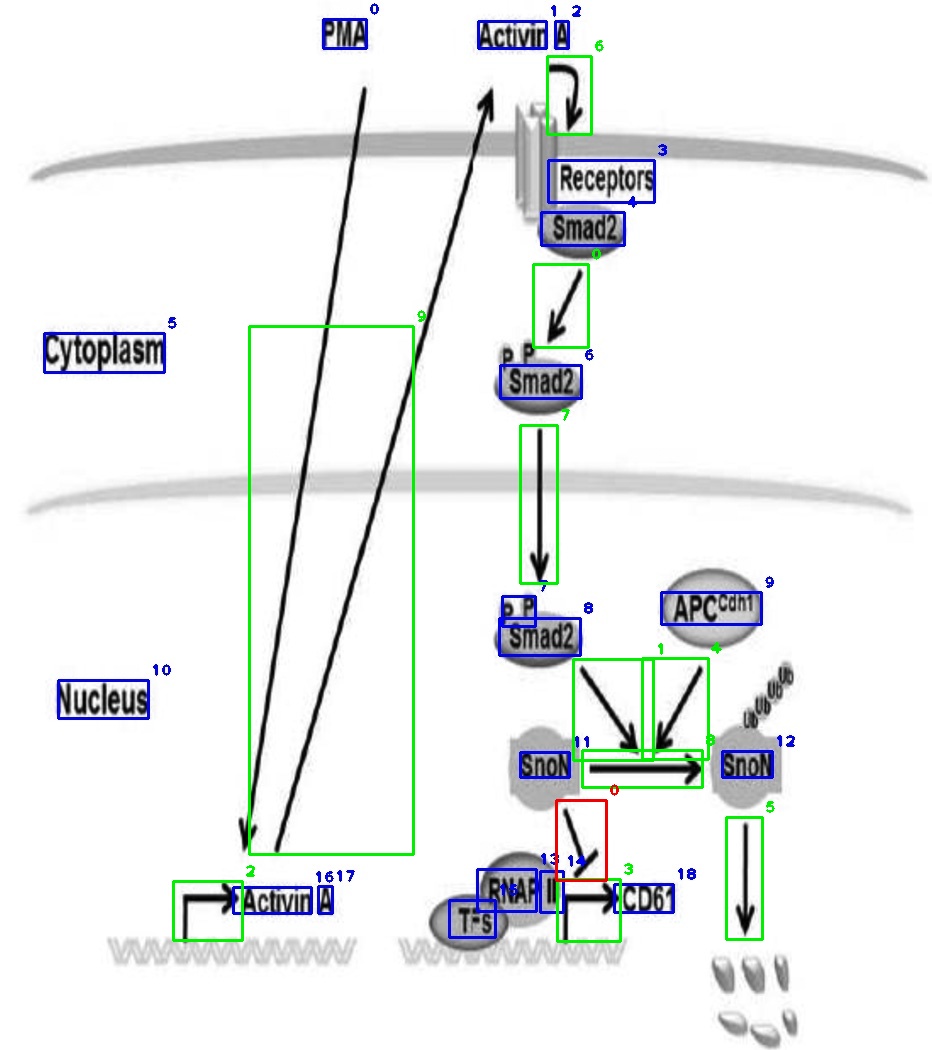 0
1 2
PMA
Activin A
6
3
Receptors
4
Smad2
0
5
9
Cytoplasm
6
P P
Smad2
7
7
9
8
P P
APC^Cdh1
Smad2
1
4
10
Nucleus
Ub Ub Ub Ub
11
8
12
SnoN
SnoN
0
5
13 14
2
3
16 17
15
18
RNAP II
Activin A
CD61
TFs